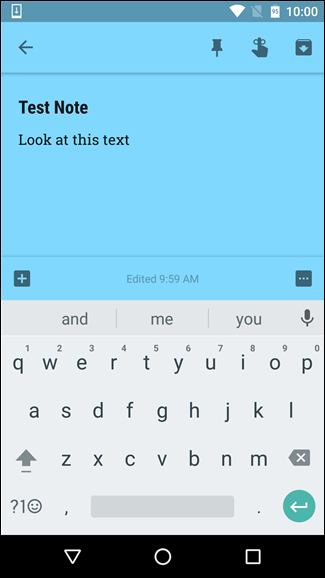 95 10:00
Test Note
Look at this text
Edited 9:59 AM
and me you
1 2 3 4 5 6 7 8 9 0
q w e r t y u i o p
a s d f g h j k l
z x c v b n m
?1☺ , .